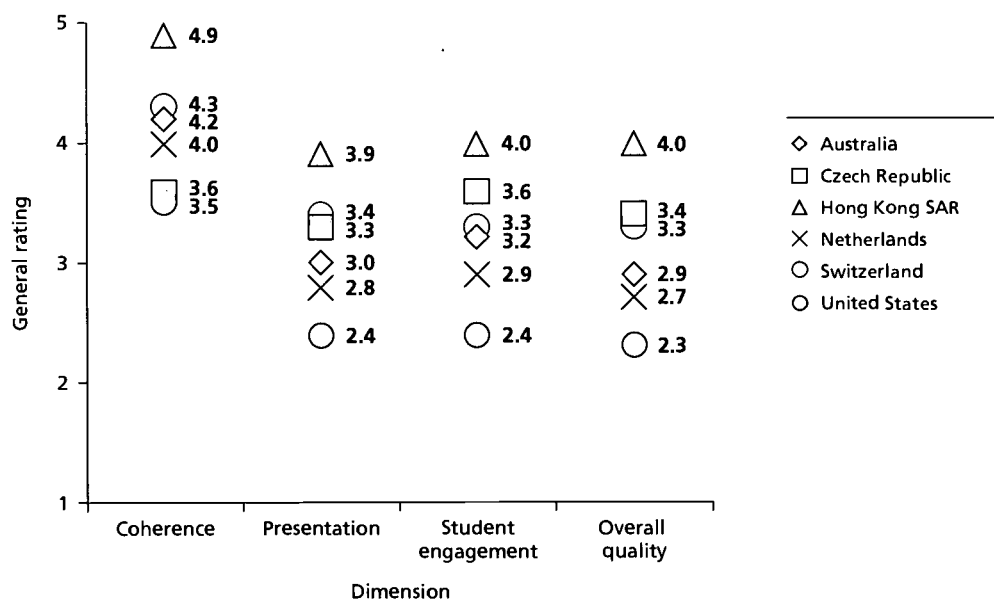 General rating
5
4
3
2
1
4.9
4.3
4.2
4.0
3.6
3.5
3.9
3.4
3.3
3.0
2.8
2.4
4.0
3.6
3.3
3.2
2.9
2.4
4.0
3.4
3.3
2.9
2.7
2.3
Coherence
Presentation
Student
engagement
Overall
quality
Dimension
Australia
Czech Republic
Hong Kong SAR
Netherlands
Switzerland
United States